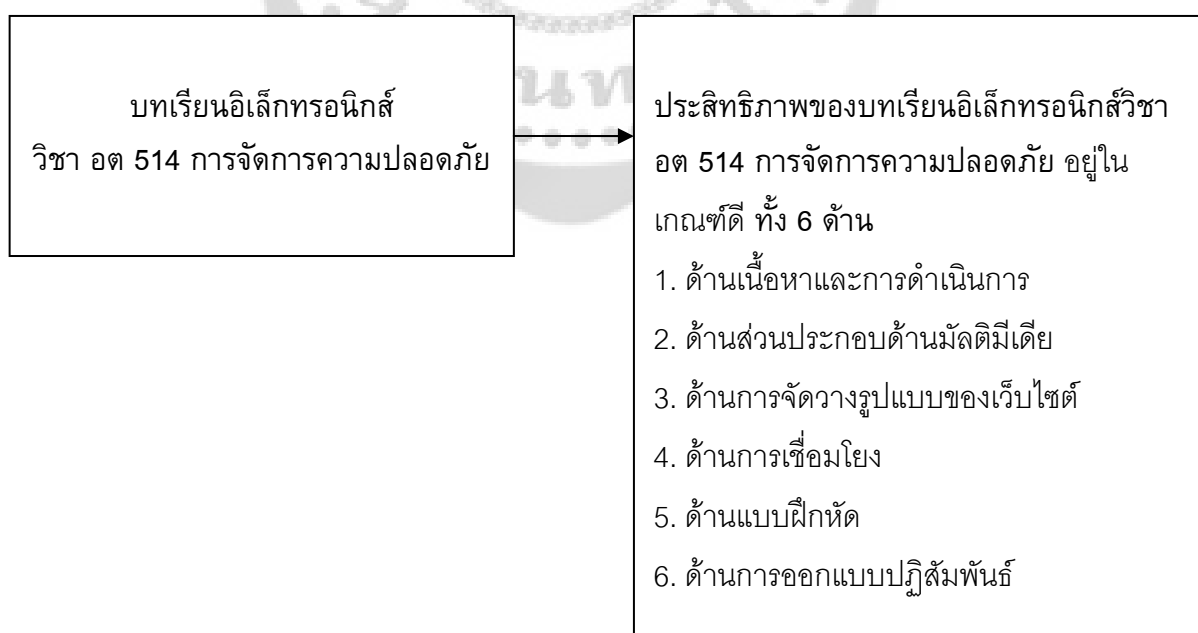 บทเรียนอิเล็กทรอนิกส์
วิชา อต 514 การจัดการความปลอดภัย
ประสิทธิภาพของบทเรียนอิเล็กทรอนิกส์วิชา
อต 514 การจัดการความปลอดภัย อยู่ใน
เกณฑ์ดี ทั้ง 6 ด้าน
1. ด้านเนื้อหาและการดำเนินการ
2. ด้านส่วนประกอบด้านมัลติมีเดีย
3. ด้านการจัดวางรูปแบบของเว็บไซต์
4. ด้านการเชื่อมโยง
5. ด้านแบบฝึกหัด
6. ด้านการออกแบบปฏิสัมพันธ์